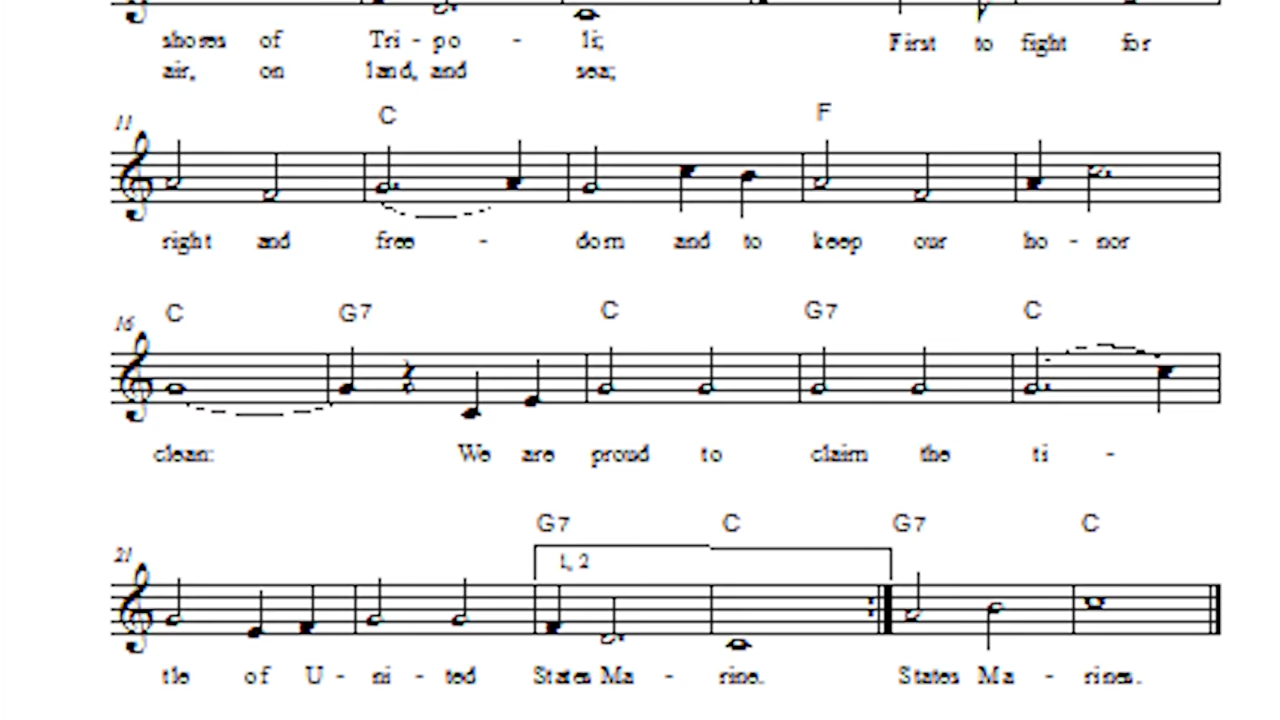 shores of Tri - po - li; First to fight for
air, on land, and sea;
11 C F
right and free - dom and to keep our ho - nor
16 C G7 C G7 C
clean: We are proud to claim the ti -
21 G7 C G7 C
1, 2
tle of U - ni - ted States Ma - rine. States Ma - rines.